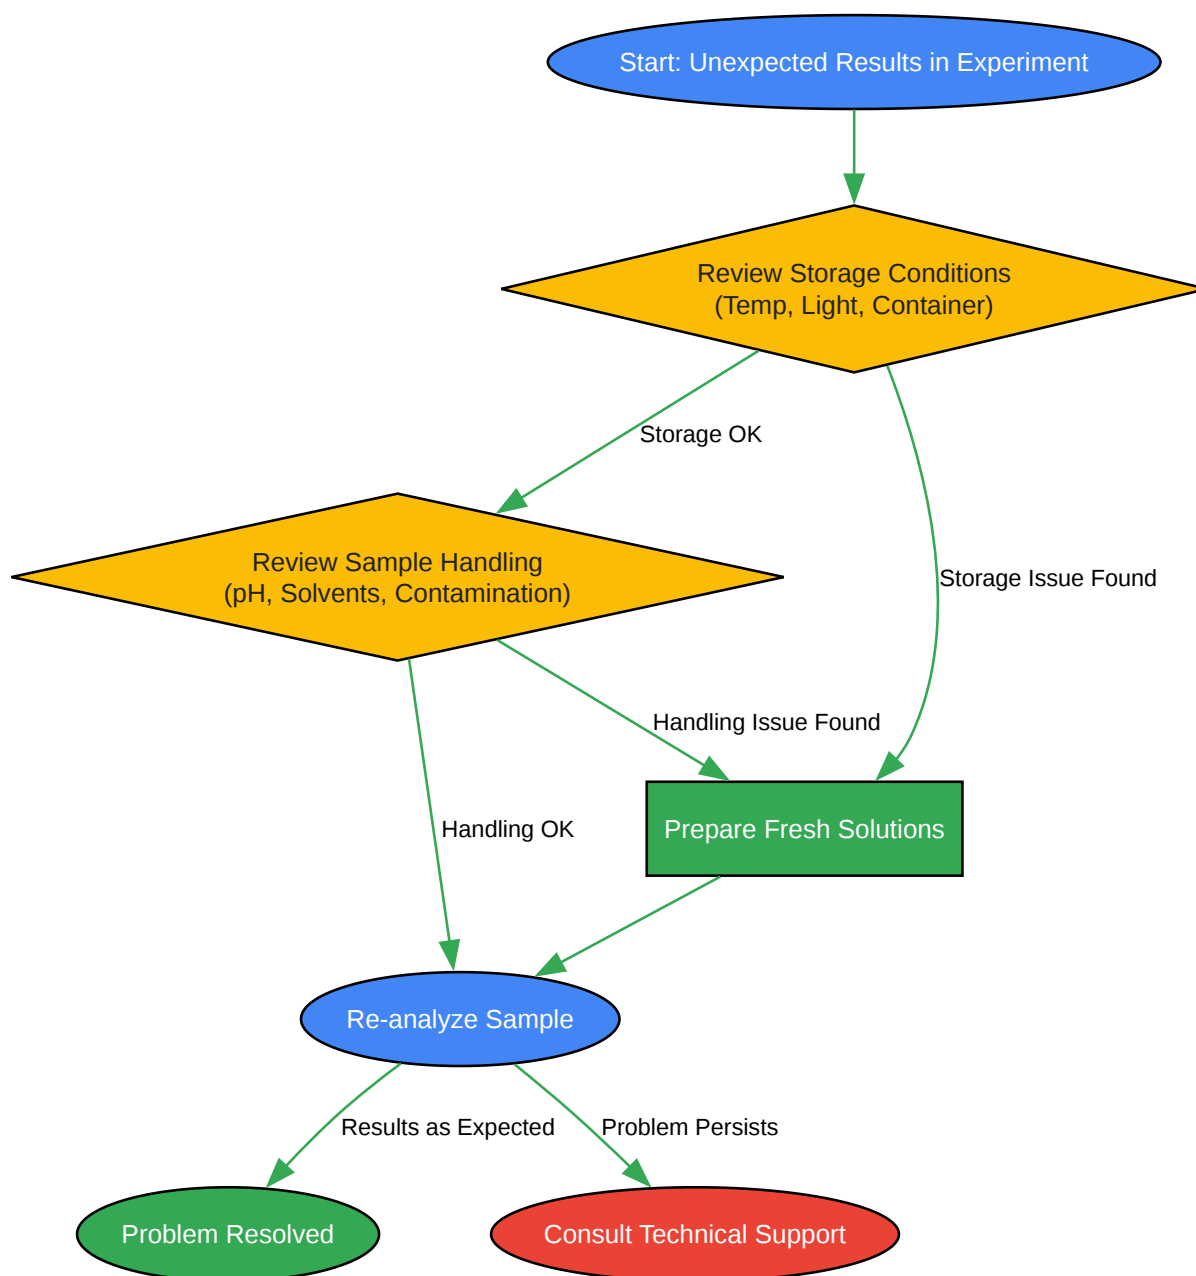 Start: Unexpected Results in Experiment
Review Storage Conditions
(Temp, Light, Container)
Storage OK
Review Sample Handling
(pH, Solvents, Contamination)
Storage Issue Found
Handling Issue Found
Handling OK
Prepare Fresh Solutions
Re-analyze Sample
Results as Expected
Problem Persists
Problem Resolved
Consult Technical Support